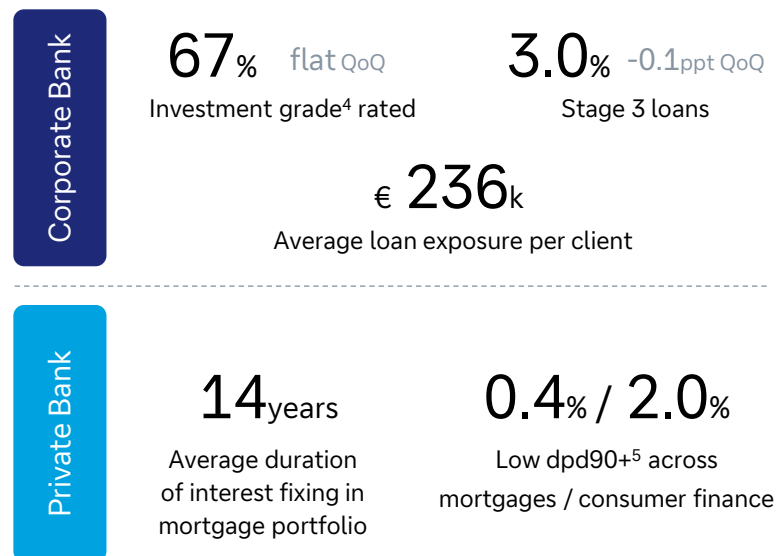 Corporate Bank
67% flat QoQ
Investment grade⁴ rated
3.0% -0.1ppt QoQ
Stage 3 loans
€ 236k
Average loan exposure per client
Private Bank
14years
Average duration
of interest fixing in
mortgage portfolio
0.4% / 2.0%
Low dpd90+⁵ across
mortgages / consumer finance